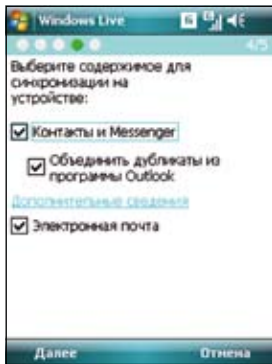 Windows Live
4/5
Выберите содержимое для
синхронизации на
устройстве:
Контакты и Messenger
Объединить дубликаты из
программы Outlook
Дополнительные сведения
Электронная почта
Далее Отмена